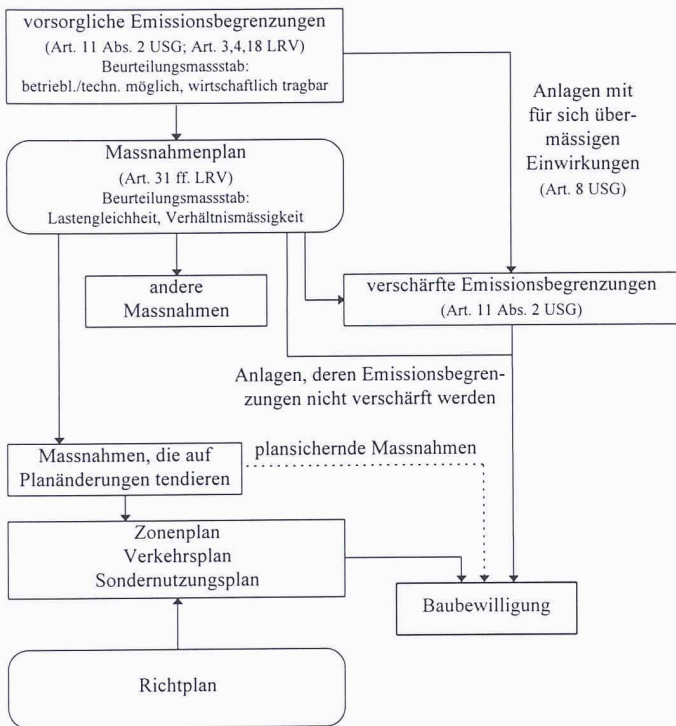 vorsorgliche Emissionsbegrenzungen
(Art. 11 Abs. 2 USG; Art. 3,4,18 LRV)
Beurteilungsmassstab:
betriebl./techn. möglich, wirtschaftlich tragbar
Anlagen mit
für sich über-
mässigen
Einwirkungen
(Art. 8 USG)
Massnahmenplan
(Art. 31 ff. LRV)
Beurteilungsmassstab:
Lastengleichheit, Verhältnismässigkeit
andere
Massnahmen
verschärfte Emissionsbegrenzungen
(Art. 11 Abs. 2 USG)
Anlagen, deren Emissionsbegren-
zungen nicht verschärft werden
Massnahmen, die auf
Planänderungen tendieren
plansichernde Massnahmen
Zonenplan
Verkehrsplan
Sondernutzungsplan
Baubewilligung
Richtplan